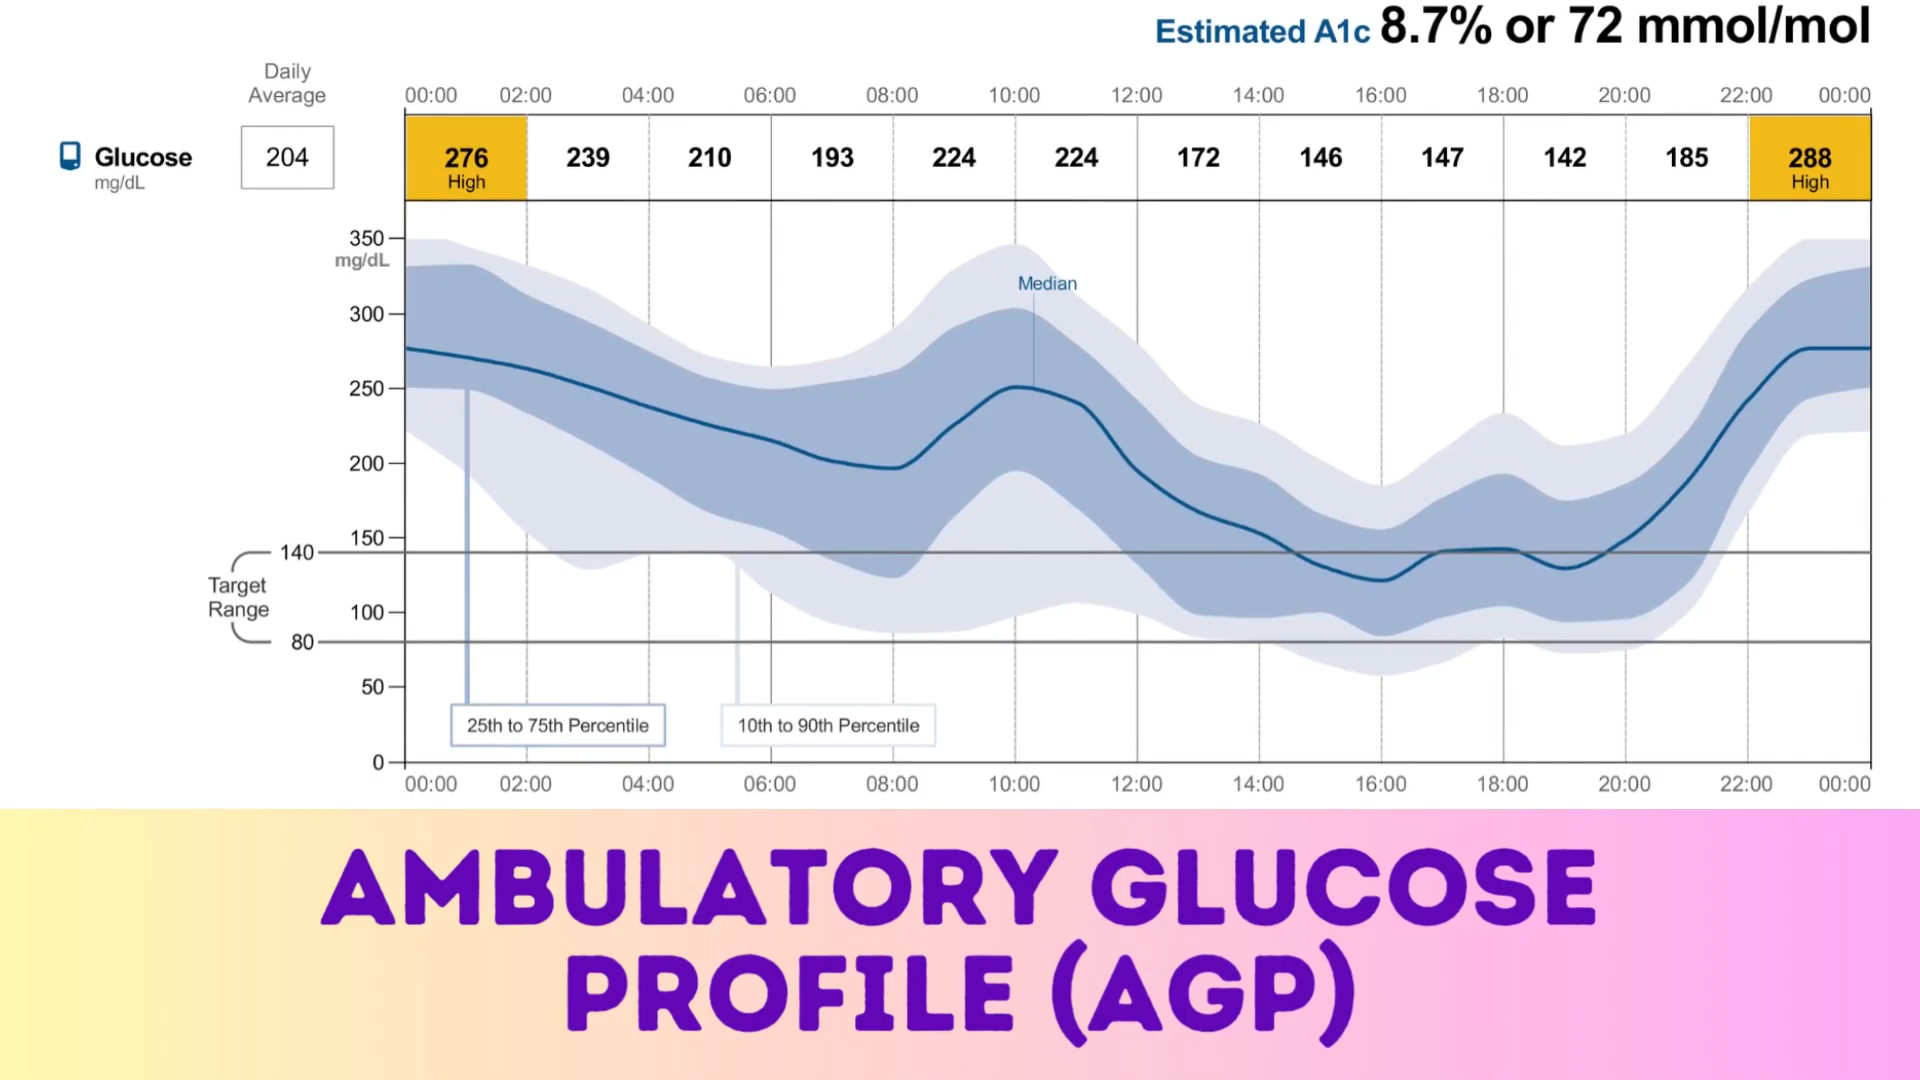 Estimated A1c 8.7% or 72 mmol/mol
Daily
Average
00:00 02:00 04:00 06:00 08:00 10:00 12:00 14:00 16:00 18:00 20:00 22:00 00:00
Glucose 204 276 239 210 193 224 224 172 146 147 142 185 288
mg/dL High High
350
mg/dL
Median
300
250
200
150
140
Target
Range
100
80
50
25th to 75th Percentile 10th to 90th Percentile
0
00:00 02:00 04:00 06:00 08:00 10:00 12:00 14:00 16:00 18:00 20:00 22:00 00:00
AMBULATORY GLUCOSE
PROFILE (AGP)